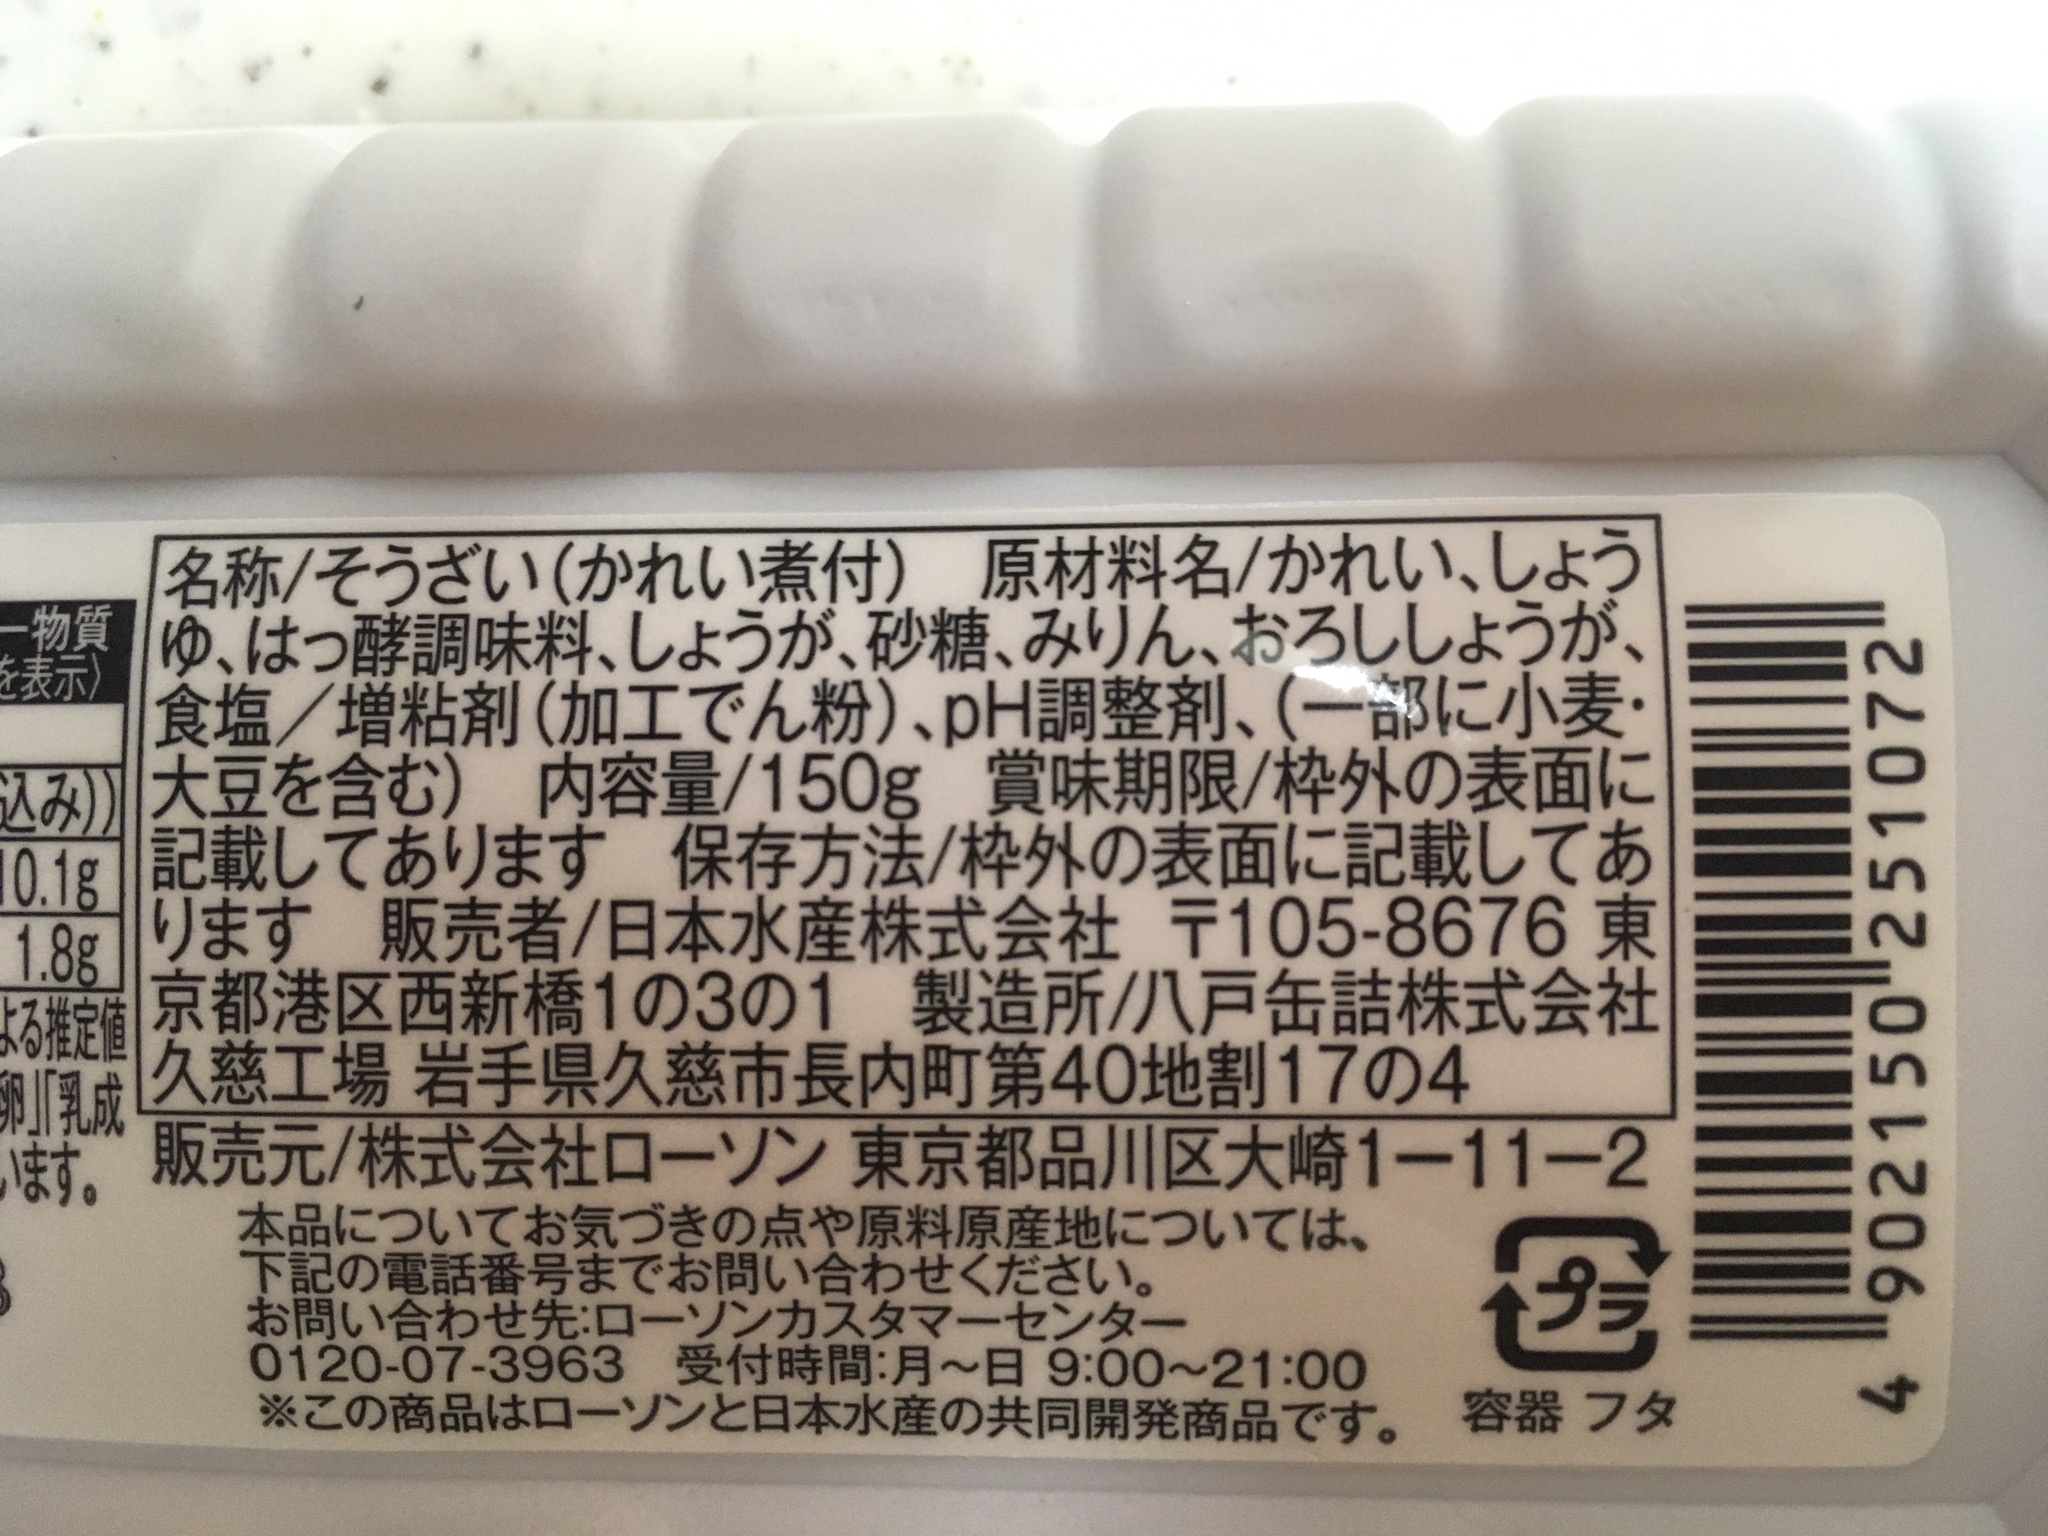 名称/そうざい(かれい煮付) 原材料名/かれい、しょう
ゆ、はっ酵調味料、しょうが、砂糖、みりん、おろししょうが、
食塩/増粘剤(加工でん粉)、pH調整剤、(一部に小麦・
大豆を含む) 内容量/150g 賞味期限/枠外の表面に
記載してあります 保存方法/枠外の表面に記載してあ
ります 販売者/日本水産株式会社 〒105-8676 東
京都港区西新橋1の3の1 製造所/八戸缶詰株式会社
久慈工場 岩手県久慈市長内町第40地割17の4
販売元/株式会社ローソン 東京都品川区大崎1ー11ー2
本品についてお気づきの点や原料原産地については、
下記の電話番号までお問い合わせください。
お問い合わせ先:ローソンカスタマーセンター
0120-07-3963 受付時間:月~日 9:00~21:00
※この商品はローソンと日本水産の共同開発商品です。
プラ
容器 フタ
4 902150 251072
ー物質
を表示)
込み))
10.1g
1.8g
よる推定値
卵」「乳成
います。